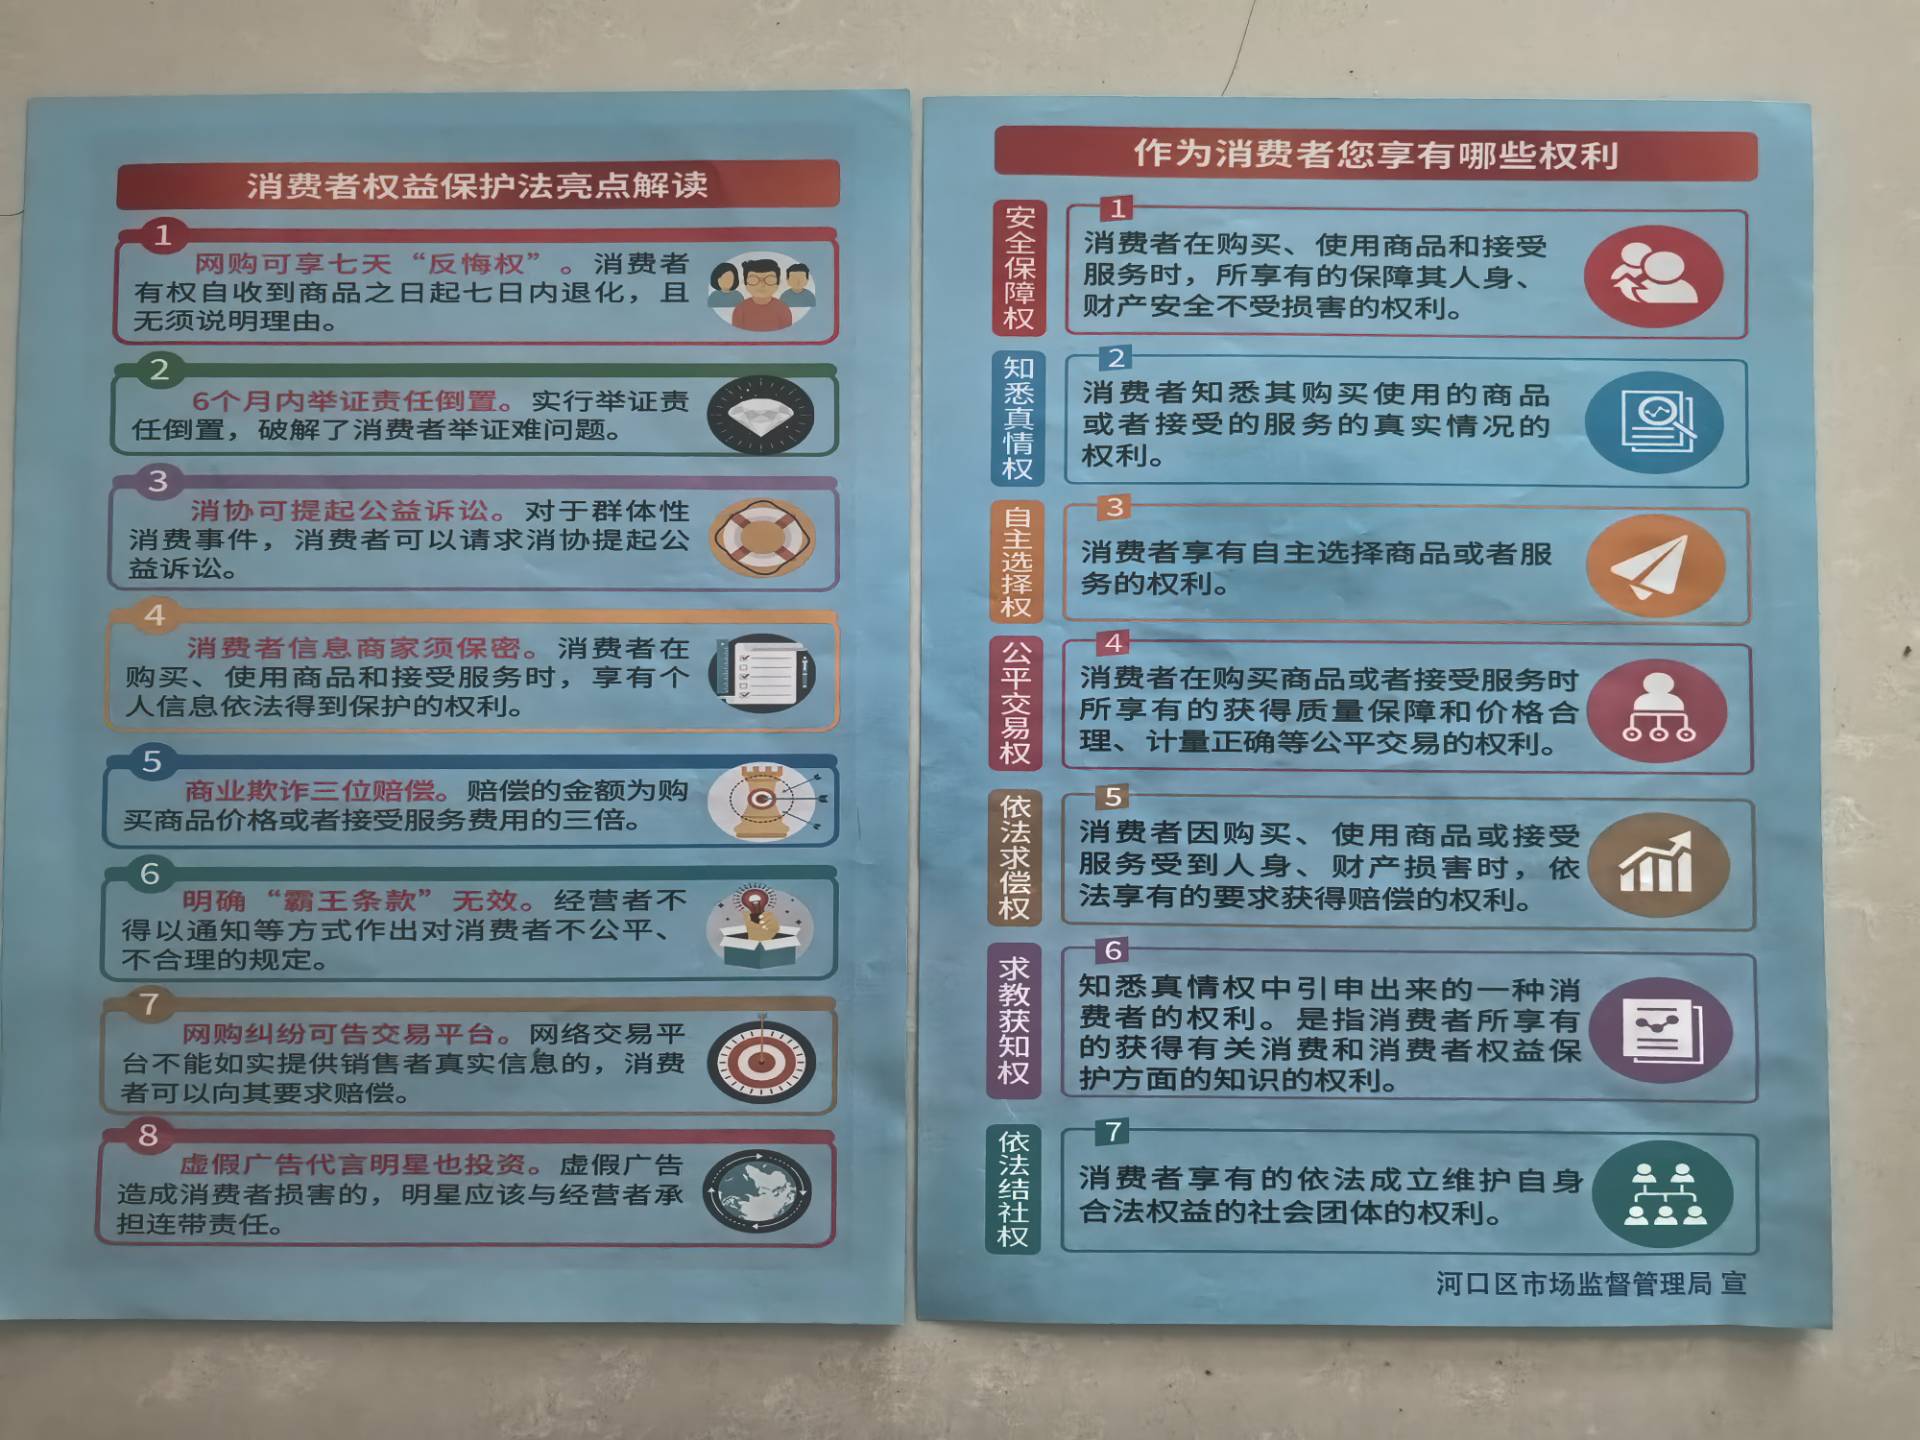 消费者权益保护法亮点解读
1
网购可享七天“反悔权”。消费者
有权自收到商品之日起七日内退化，且
无须说明理由。
2
6个月内举证责任倒置。实行举证责
任倒置，破解了消费者举证难问题。
3
消协可提起公益诉讼。对于群体性
消费事件，消费者可以请求消协提起公
益诉讼。
4
消费者信息商家须保密。消费者在
购买、使用商品和接受服务时，享有个
人信息依法得到保护的权利。
5
商业欺诈三位赔偿。赔偿的金额为购
买商品价格或者接受服务费用的三倍。
6
明确“霸王条款”无效。经营者不
得以通知等方式作出对消费者不公平、
不合理的规定。
7
网购纠纷可告交易平台。网络交易平
台不能如实提供销售者真实信息的，消费
者可以向其要求赔偿。
8
虚假广告代言明星也投资。虚假广告
造成消费者损害的，明星应该与经营者承
担连带责任。
作为消费者您享有哪些权利
安全保障权
1
消费者在购买、使用商品和接受
服务时，所享有的保障其人身、
财产安全不受损害的权利。
知悉真情权
2
消费者知悉其购买使用的商品
或者接受的服务的真实情况的
权利。
自主选择权
3
消费者享有自主选择商品或者服
务的权利。
公平交易权
4
消费者在购买商品或者接受服务时
所享有的获得质量保障和价格合
理、计量正确等公平交易的权利。
依法求偿权
5
消费者因购买、使用商品或接受
服务受到人身、财产损害时，依
法享有的要求获得赔偿的权利。
求教获知权
6
知悉真情权中引申出来的一种消
费者的权利。是指消费者所享有
的获得有关消费和消费者权益保
护方面的知识的权利。
依法结社权
7
消费者享有的依法成立维护自身
合法权益的社会团体的权利。
河口区市场监督管理局 宣